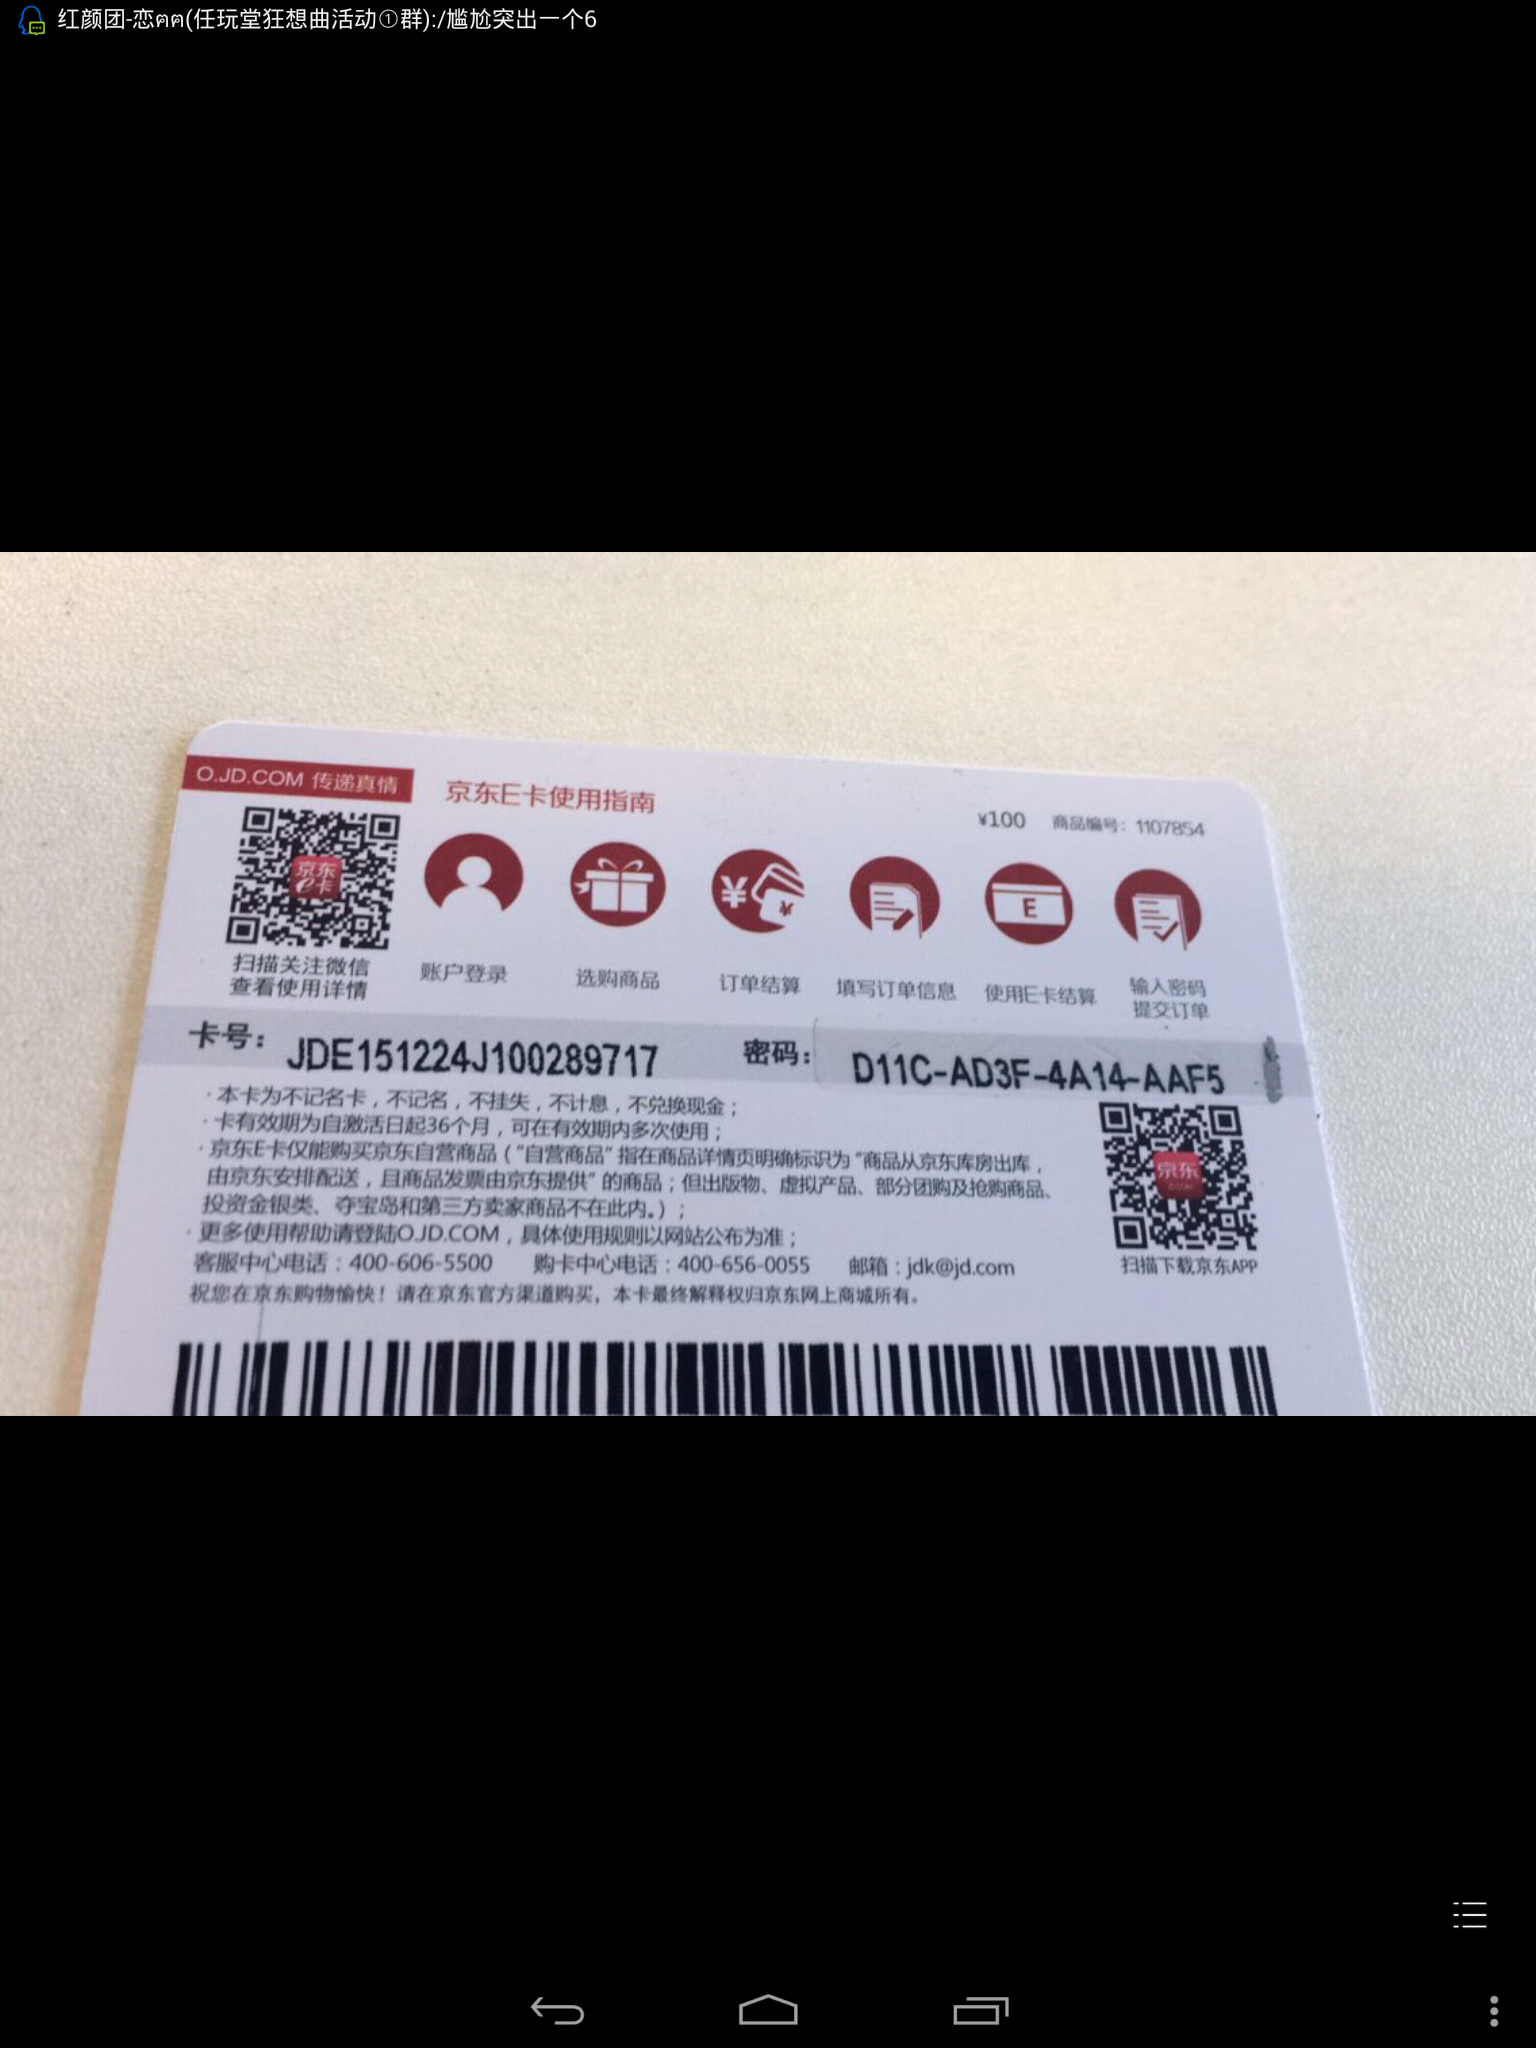 红颜团-恋ฅฅ(任玩堂狂想曲活动①群):/尴尬突出一个6
O.JD.COM 传递真情
京东E卡使用指南
¥100 商品编号：1107854
京东
e卡
¥
¥
E
扫描关注微信
查看使用详情
账户登录
选购商品
订单结算
填写订单信息
使用E卡结算
输入密码
提交订单
卡号：JDE151224J100289717 密码：D11C-AD3F-4A14-AAF5
·本卡为不记名卡，不记名，不挂失，不计息，不兑换现金；
·卡有效期为自激活日起36个月，可在有效期内多次使用；
·京东E卡仅能购买京东自营商品（“自营商品”指在商品详情页明确标识为“商品从京东库房出库，
由京东安排配送，且商品发票由京东提供”的商品；但出版物、虚拟产品、部分团购及抢购商品、
投资金银类、夺宝岛和第三方卖家商品不在此内。）；
·更多使用帮助请登陆O.JD.COM，具体使用规则以网站公布为准；
客服中心电话：400-606-5500 购卡中心电话：400-656-0055 邮箱：jdk@jd.com
祝您在京东购物愉快！请在京东官方渠道购买，本卡最终解释权归京东网上商城所有。
京东
扫描下载京东APP